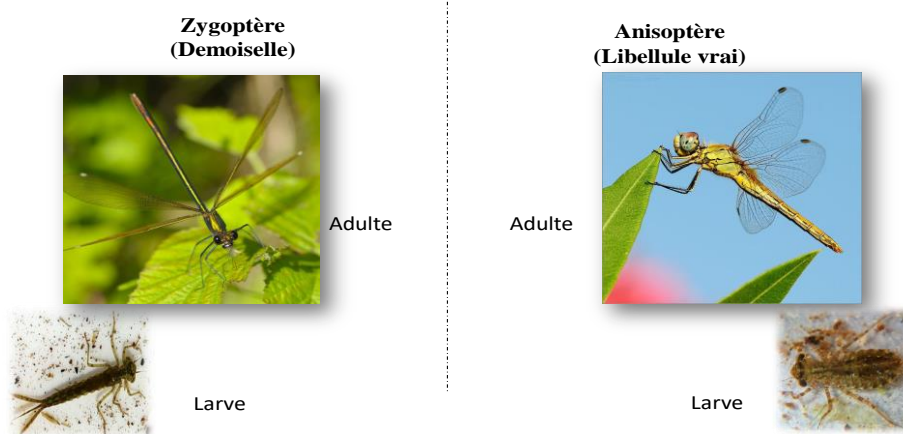 Zygoptère
(Demoiselle)
Adulte
Larve
Anisoptère
(Libellule vrai)
Adulte
Larve